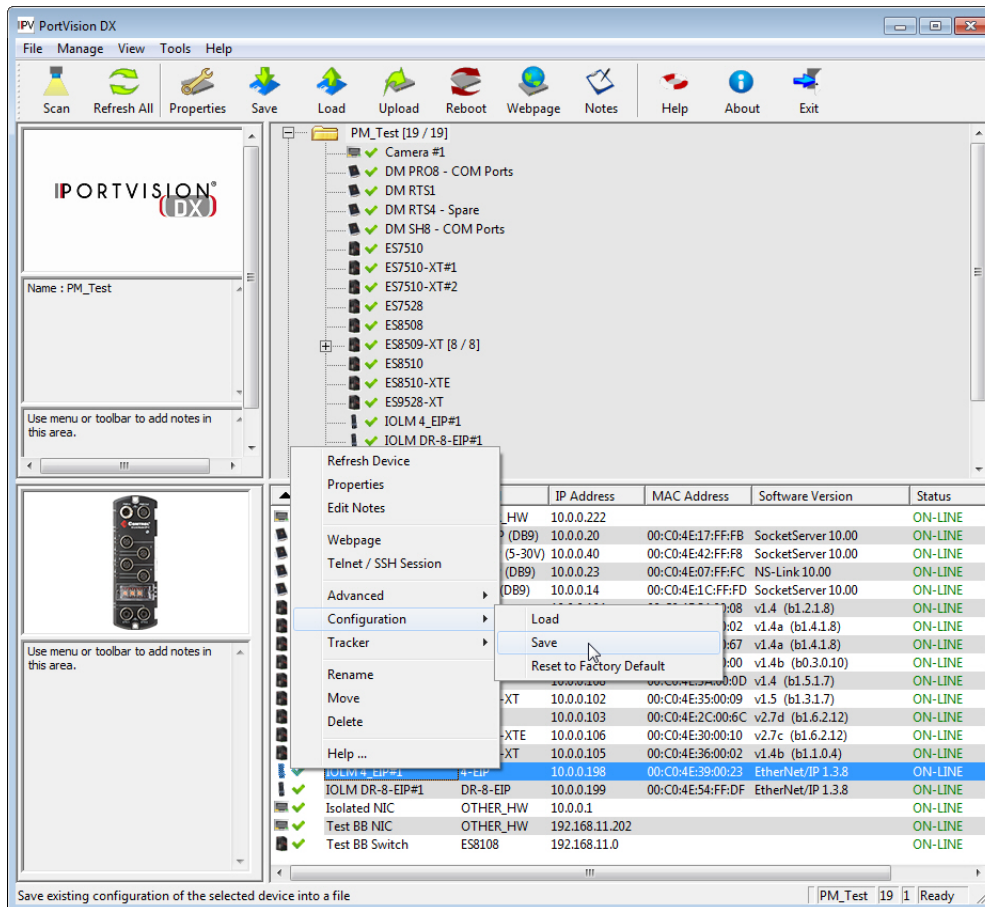 PortVision DX
File Manage View Tools Help
Scan Refresh All Properties Save Load Upload Reboot Webpage Notes Help About Exit
PORTVISION®
DX
Name : PM_Test
Use menu or toolbar to add notes in
this area.
PM_Test [19 / 19]
Camera #1
DM PRO8 - COM Ports
DM RTS1
DM RTS4 - Spare
DM SH8 - COM Ports
ES7510
ES7510-XT#1
ES7510-XT#2
ES7528
ES8508
ES8509-XT [8 / 8]
ES8510
ES8510-XTE
ES9528-XT
IOLM 4_EIP#1
IOLM DR-8-EIP#1
COMTROL
Use menu or toolbar to add notes in
this area.
Refresh Device
Properties
Edit Notes
Webpage
Telnet / SSH Session
Advanced
Configuration
Tracker
Rename
Move
Delete
Help ...
Load
Save
Reset to Factory Default
IP Address MAC Address Software Version Status
_HW 10.0.0.222 ON-LINE
(DB9) 10.0.0.20 00:C0:4E:17:FF:FB SocketServer 10.00 ON-LINE
(5-30V) 10.0.0.40 00:C0:4E:42:FF:F8 SocketServer 10.00 ON-LINE
(DB9) 10.0.0.23 00:C0:4E:07:FF:FC NS-Link 10.00 ON-LINE
(DB9) 10.0.0.14 00:C0:4E:1C:FF:FD SocketServer 10.00 ON-LINE
:08 v1.4 (b1.2.1.8) ON-LINE
:02 v1.4a (b1.4.1.8) ON-LINE
:67 v1.4a (b1.4.1.8) ON-LINE
:00 v1.4b (b0.3.0.10) ON-LINE
:0D v1.4 (b1.5.1.7) ON-LINE
-XT 10.0.0.102 00:C0:4E:35:00:09 v1.5 (b1.3.1.7) ON-LINE
10.0.0.103 00:C0:4E:2C:00:6C v2.7d (b1.6.2.12) ON-LINE
-XTE 10.0.0.106 00:C0:4E:30:00:10 v2.7c (b1.6.2.12) ON-LINE
-XT 10.0.0.105 00:C0:4E:36:00:02 v1.4b (b1.1.0.4) ON-LINE
IOLM 4_EIP#1 4-EIP 10.0.0.198 00:C0:4E:39:00:23 EtherNet/IP 1.3.8 ON-LINE
IOLM DR-8-EIP#1 DR-8-EIP 10.0.0.199 00:C0:4E:54:FF:DF EtherNet/IP 1.3.8 ON-LINE
Isolated NIC OTHER_HW 10.0.0.1 ON-LINE
Test BB NIC OTHER_HW 192.168.11.202 ON-LINE
Test BB Switch ES8108 192.168.11.0 ON-LINE
Save existing configuration of the selected device into a file PM_Test 19 1 Ready